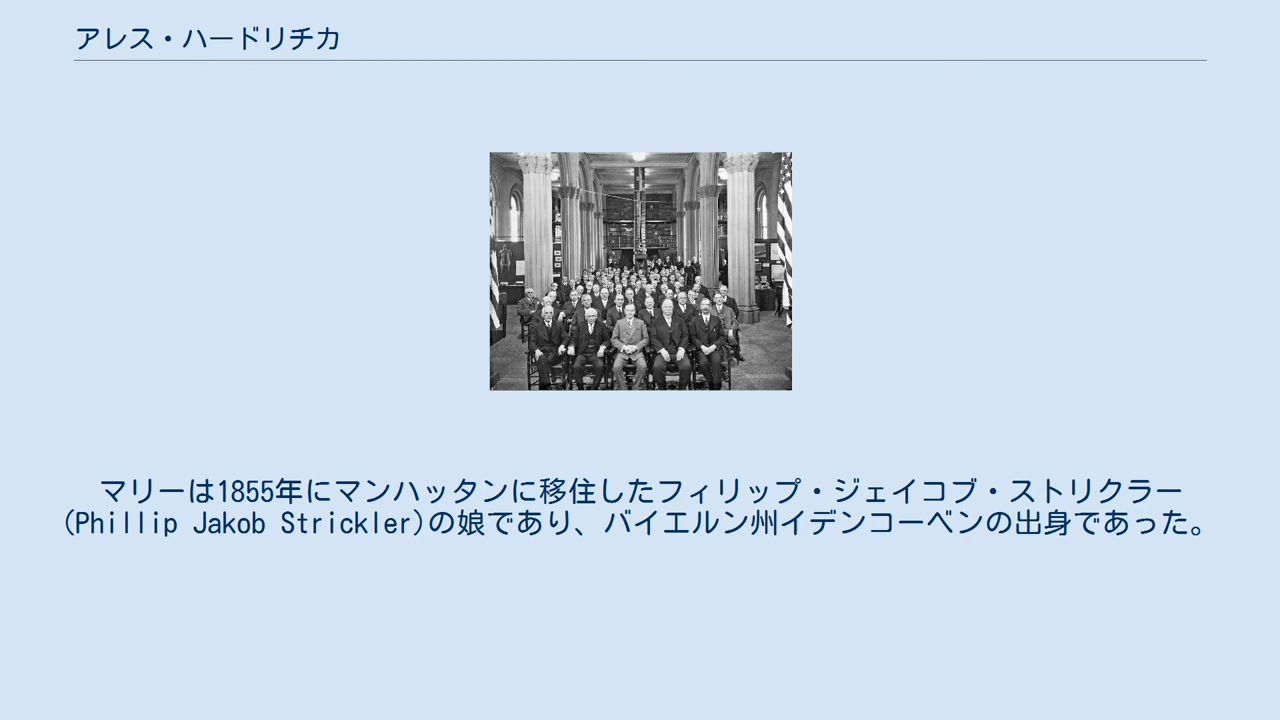 アレス・ハードリチカ
マリーは1855年にマンハッタンに移住したフィリップ・ジェイコブ・ストリクラー
(Phillip Jakob Strickler)の娘であり、バイエルン州イデンコーベンの出身であった。